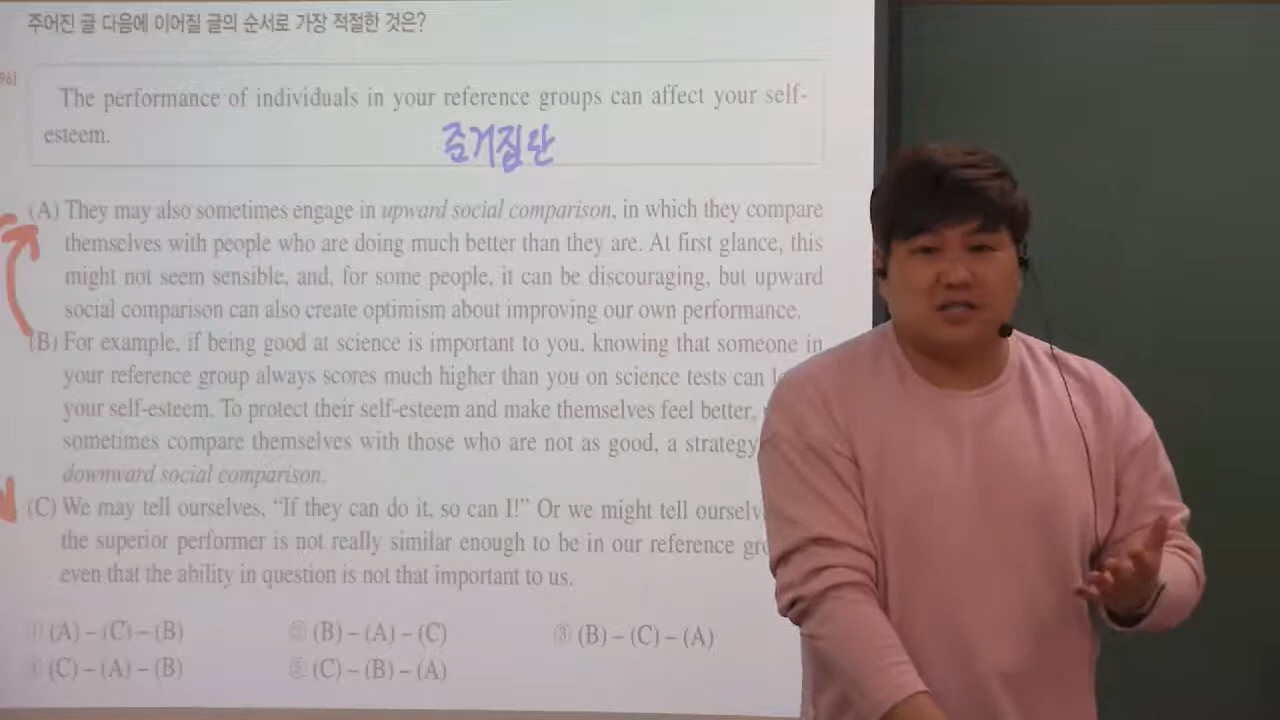 주어진 글 다음에 이어질 글의 순서로 가장 적절한 것은?
96]
The performance of individuals in your reference groups can affect your self-
esteem.
준거집단
(A) They may also sometimes engage in upward social comparison, in which they compare
themselves with people who are doing much better than they are. At first glance, this
might not seem sensible, and, for some people, it can be discouraging, but upward
social comparison can also create optimism about improving our own performance.
(B) For example, if being good at science is important to you, knowing that someone in
your reference group always scores much higher than you on science tests can
your self-esteem. To protect their self-esteem and make themselves feel better,
sometimes compare themselves with those who are not as good, a strategy
downward social comparison.
(C) We may tell ourselves, “If they can do it, so can I!” Or we might tell
the superior performer is not really similar enough to be in our reference
even that the ability in question is not that important to us.
① (A) – (C) – (B) ② (B) – (A) – (C) ③ (B) – (C) – (A)
④ (C) – (A) – (B) ⑤ (C) – (B) – (A)